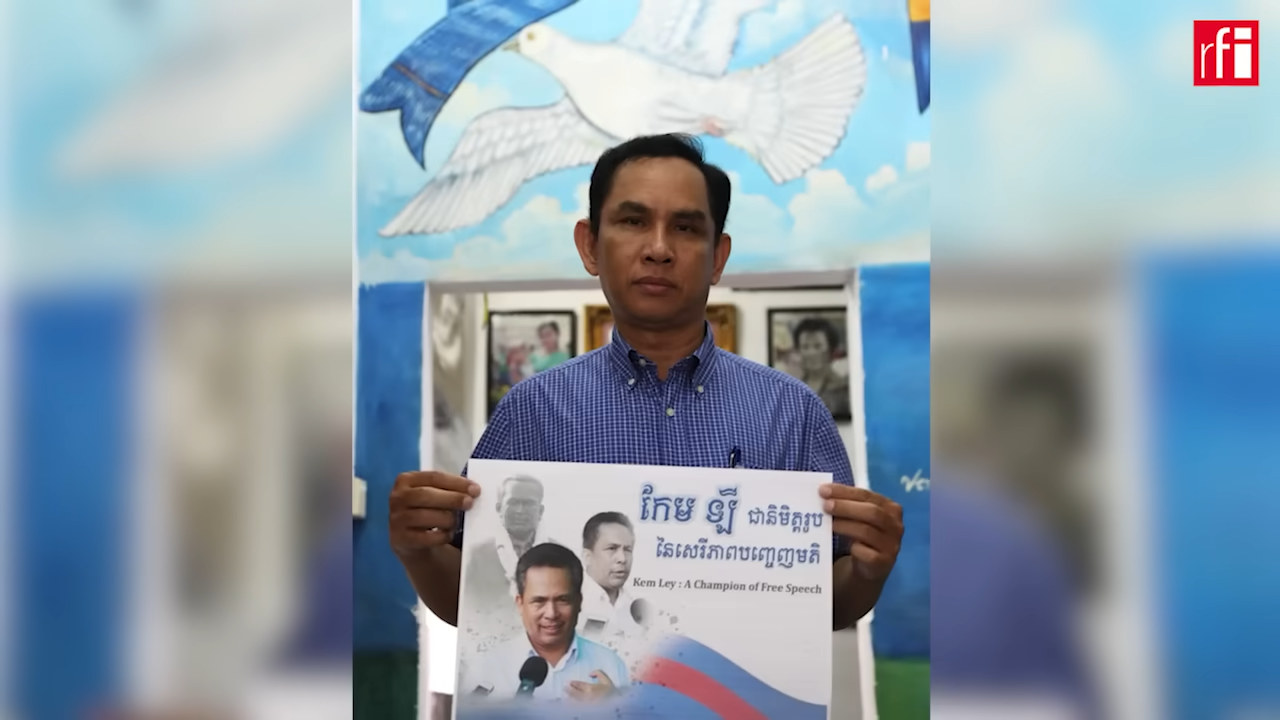 rfi
កែម ឡី ជានិមិត្តរូប
នៃសេរីភាពបញ្ចេញមតិ
Kem Ley : A Champion of Free Speech